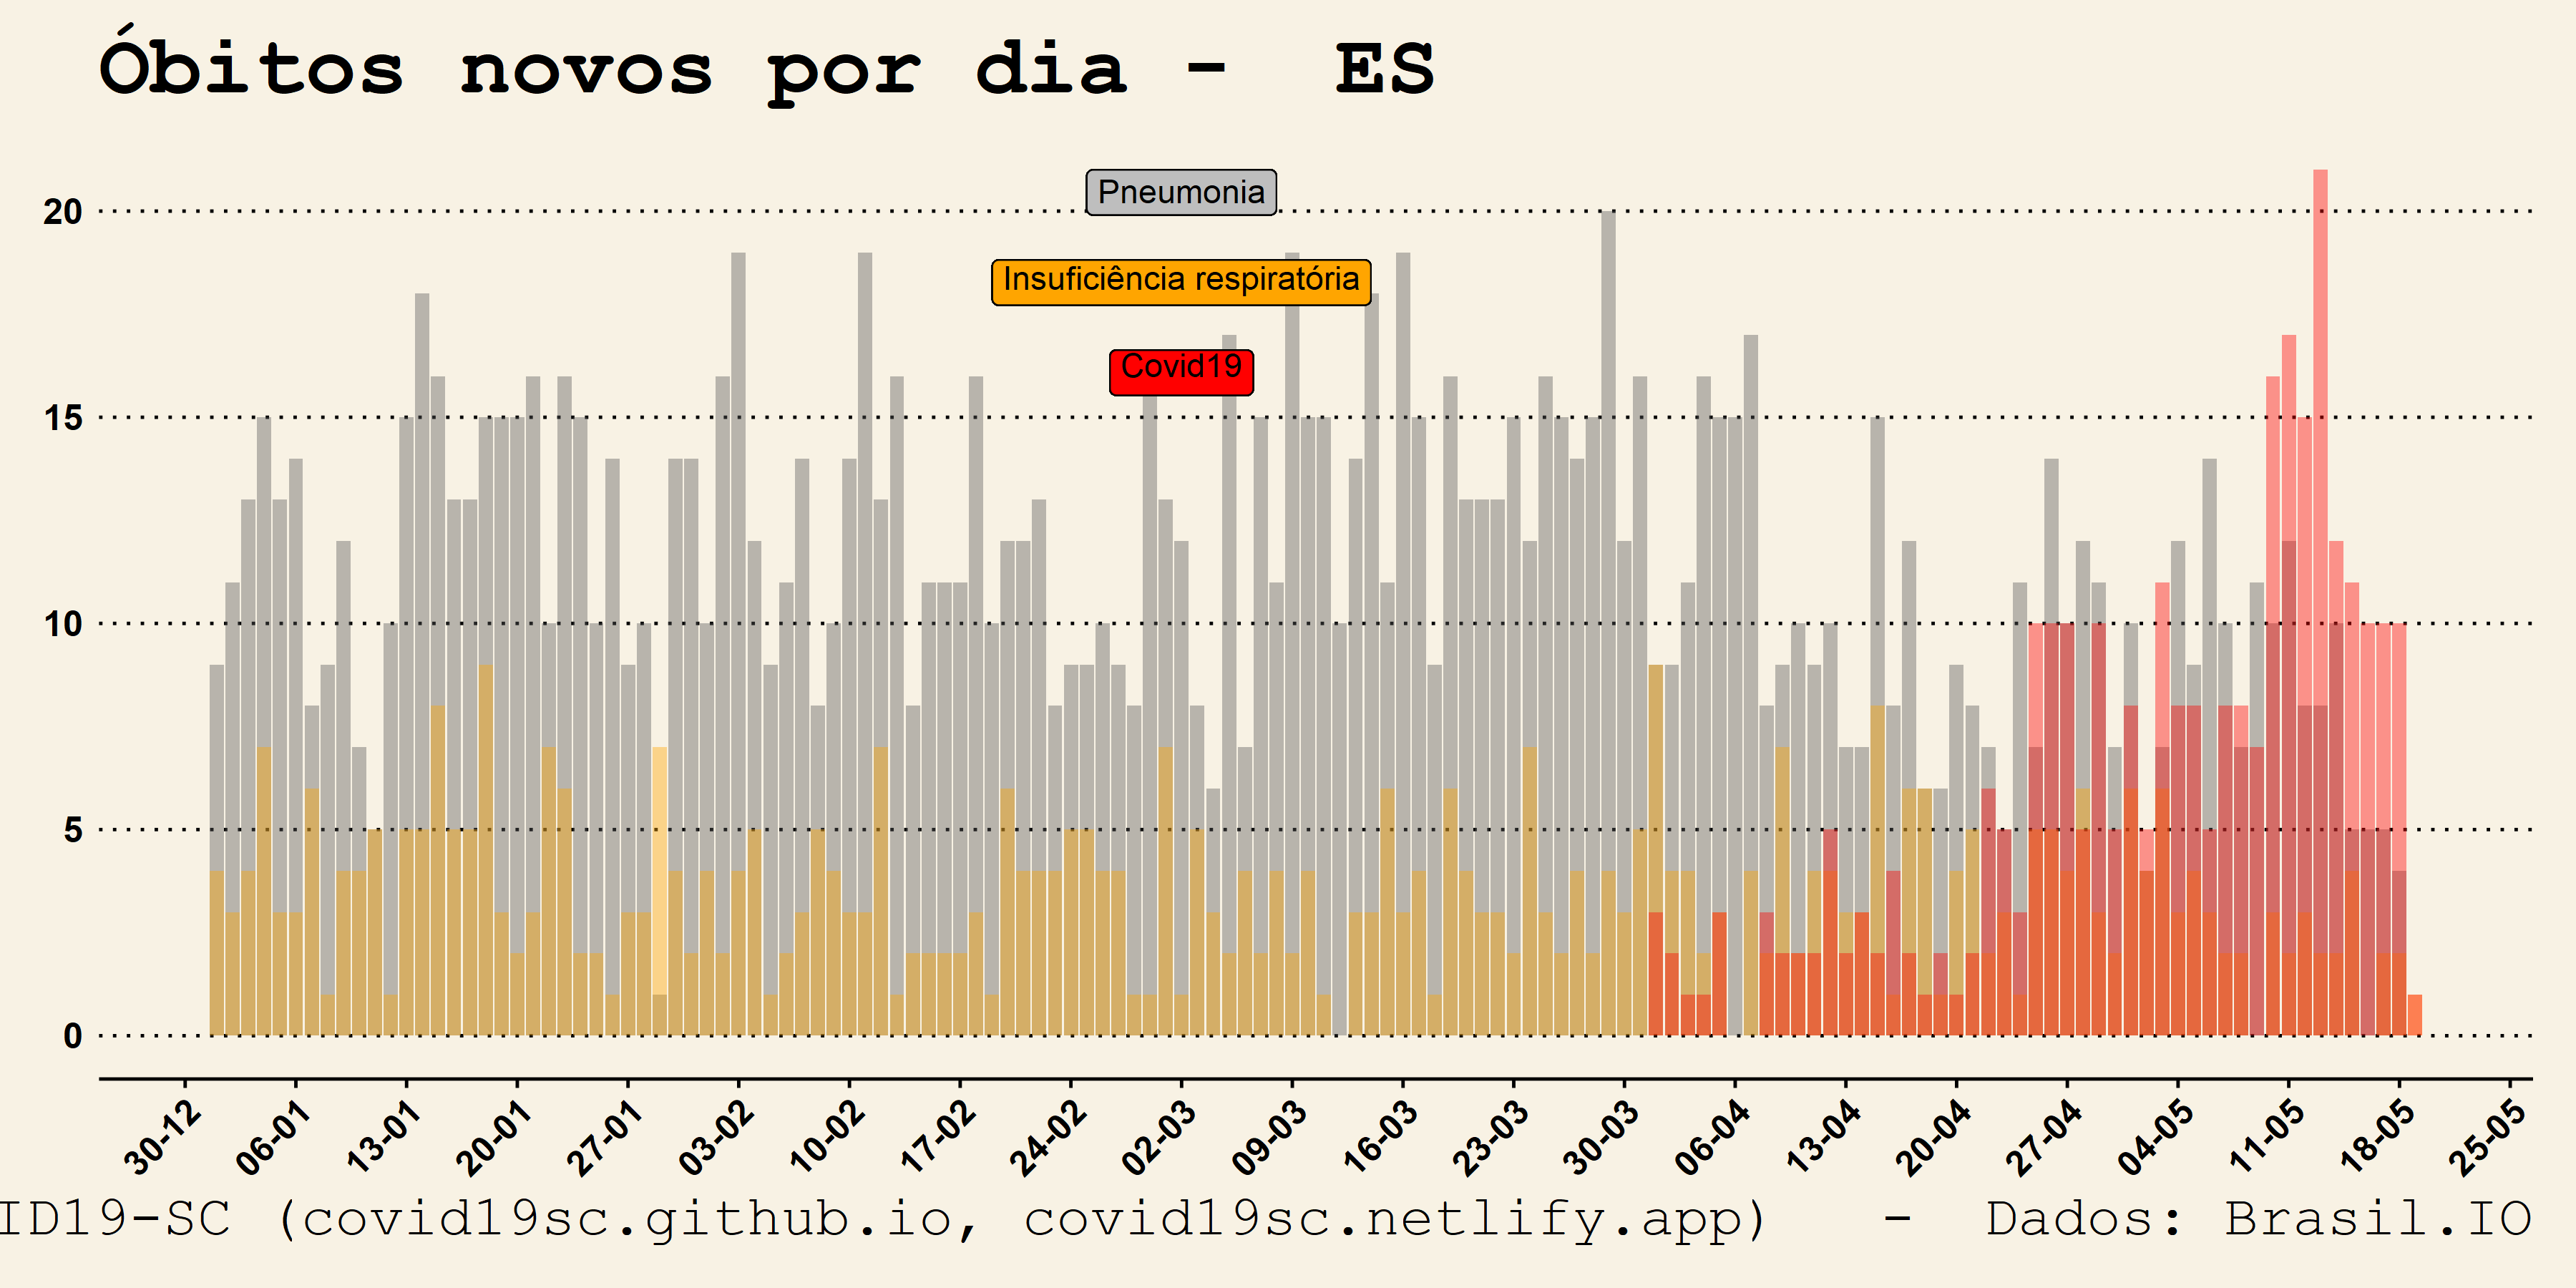 Óbitos novos por dia - ES
Pneumonia
20
Insuficiência respiratória
Covid19
15
10
5
0
30-12 06-01 13-01 20-01 27-01 03-02 10-02 17-02 24-02 02-03 09-03 16-03 23-03 30-03 06-04 13-04 20-04 27-04 04-05 11-05 18-05 25-05
ID19-SC (covid19sc.github.io, covid19sc.netlify.app) - Dados: Brasil.IO